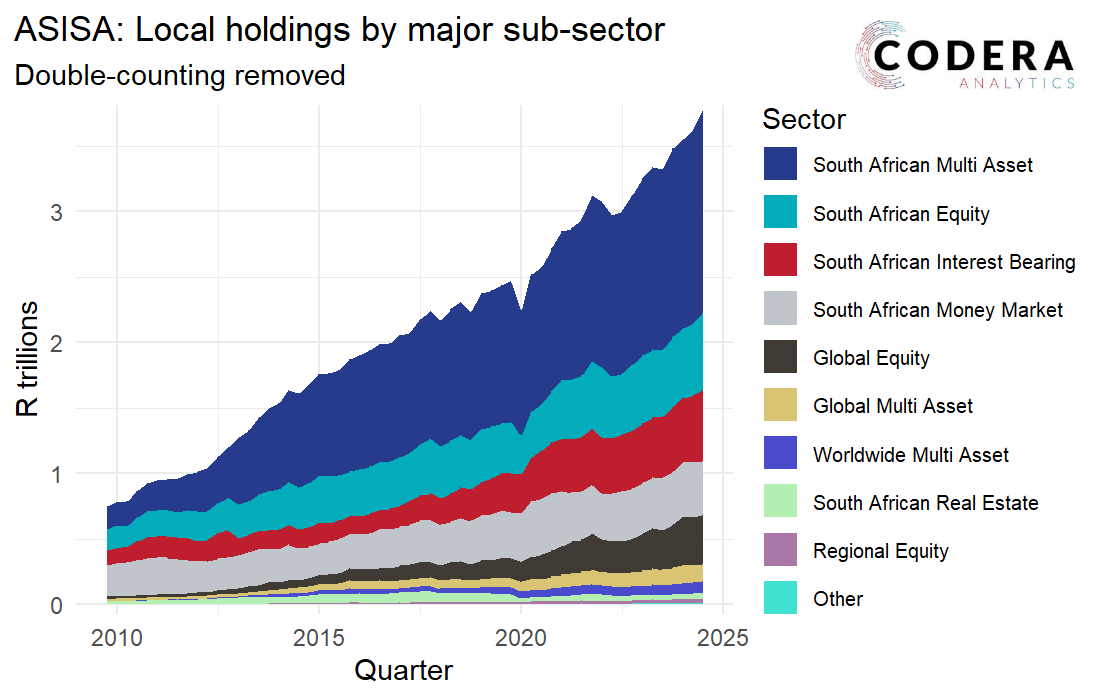 ASISA: Local holdings by major sub-sector
Double-counting removed
CODERA
ANALYTICS
R trillions
3
2
1
0
2010
2015
2020
2025
Quarter
Sector
South African Multi Asset
South African Equity
South African Interest Bearing
South African Money Market
Global Equity
Global Multi Asset
Worldwide Multi Asset
South African Real Estate
Regional Equity
Other